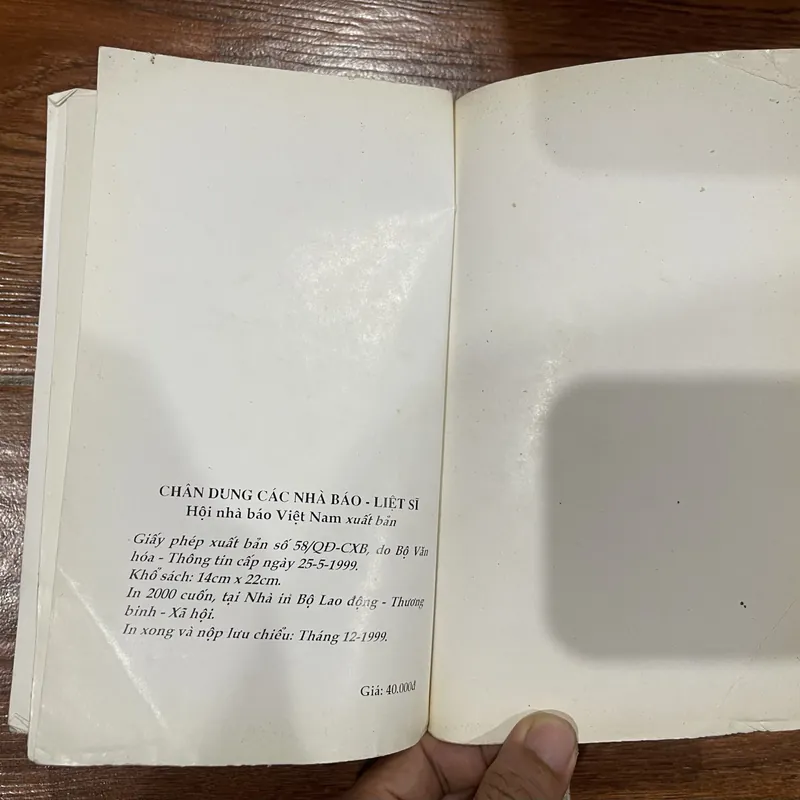 CHÂN DUNG CÁC NHÀ BÁO - LIỆT SĨ
Hội nhà báo Việt Nam xuất bản
Giấy phép xuất bản số 58/QĐ-CXB, do Bộ Văn
hóa - Thông tin cấp ngày 25-5-1999.
Khổ sách: 14cm x 22cm.
In 2000 cuốn, tại Nhà in Bộ Lao động - Thương
binh - Xã hội.
In xong và nộp lưu chiểu: Tháng 12-1999.
Giá: 40.000đ